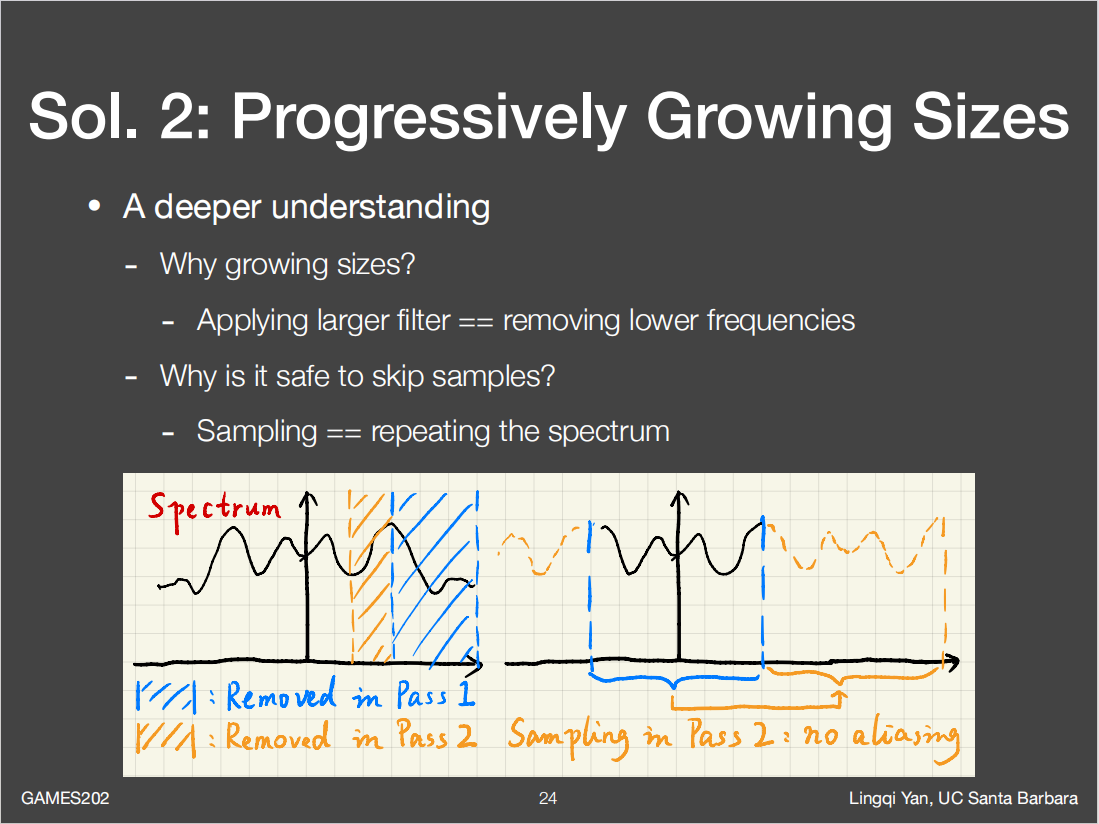 Sol. 2: Progressively Growing Sizes
• A deeper understanding
- Why growing sizes?
- Applying larger filter == removing lower frequencies
- Why is it safe to skip samples?
- Sampling == repeating the spectrum
Spectrum
: Removed in Pass 1
: Removed in Pass 2
Sampling in Pass 2: no aliasing
GAMES202
24
Lingqi Yan, UC Santa Barbara